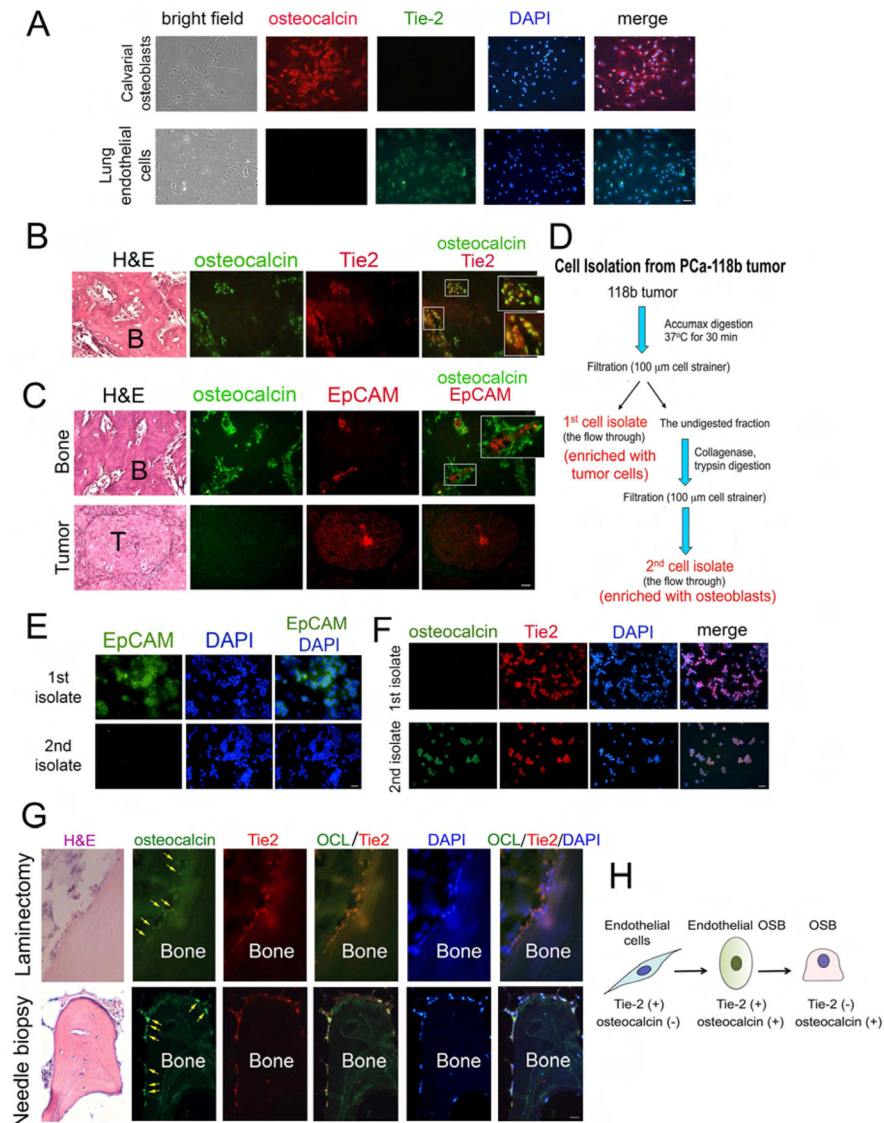 A
bright field
osteocalcin
Tie-2
DAPI
merge
Calvarial
osteoblasts
Lung
endothelial
cells
B
H&E
osteocalcin
Tie2
osteocalcin
Tie2
B
C
H&E
osteocalcin
EpCAM
osteocalcin
EpCAM
Bone
B
Tumor
T
D
Cell Isolation from PCa-118b tumor
118b tumor
Accumax digestion
37ºC for 30 min
Filtration (100 µm cell strainer)
1st cell isolate
(the flow through)
(enriched with
tumor cells)
The undigested fraction
Collagenase,
trypsin digestion
Filtration (100 µm cell strainer)
2nd cell isolate
(the flow through)
(enriched with osteoblasts)
E
EpCAM
DAPI
EpCAM
DAPI
1st
isolate
2nd
isolate
F
osteocalcin
Tie2
DAPI
merge
1st isolate
2nd isolate
G
H&E
osteocalcin
Tie2
OCL/Tie2
DAPI
OCL/Tie2/DAPI
Laminectomy
Bone
Bone
Bone
Bone
Bone
Needle biopsy
Bone
Bone
Bone
Bone
Bone
H
Endothelial
cells
Endothelial OSB
OSB
Tie-2 (+)
osteocalcin (-)
Tie-2 (+)
osteocalcin (+)
Tie-2 (-)
osteocalcin (+)